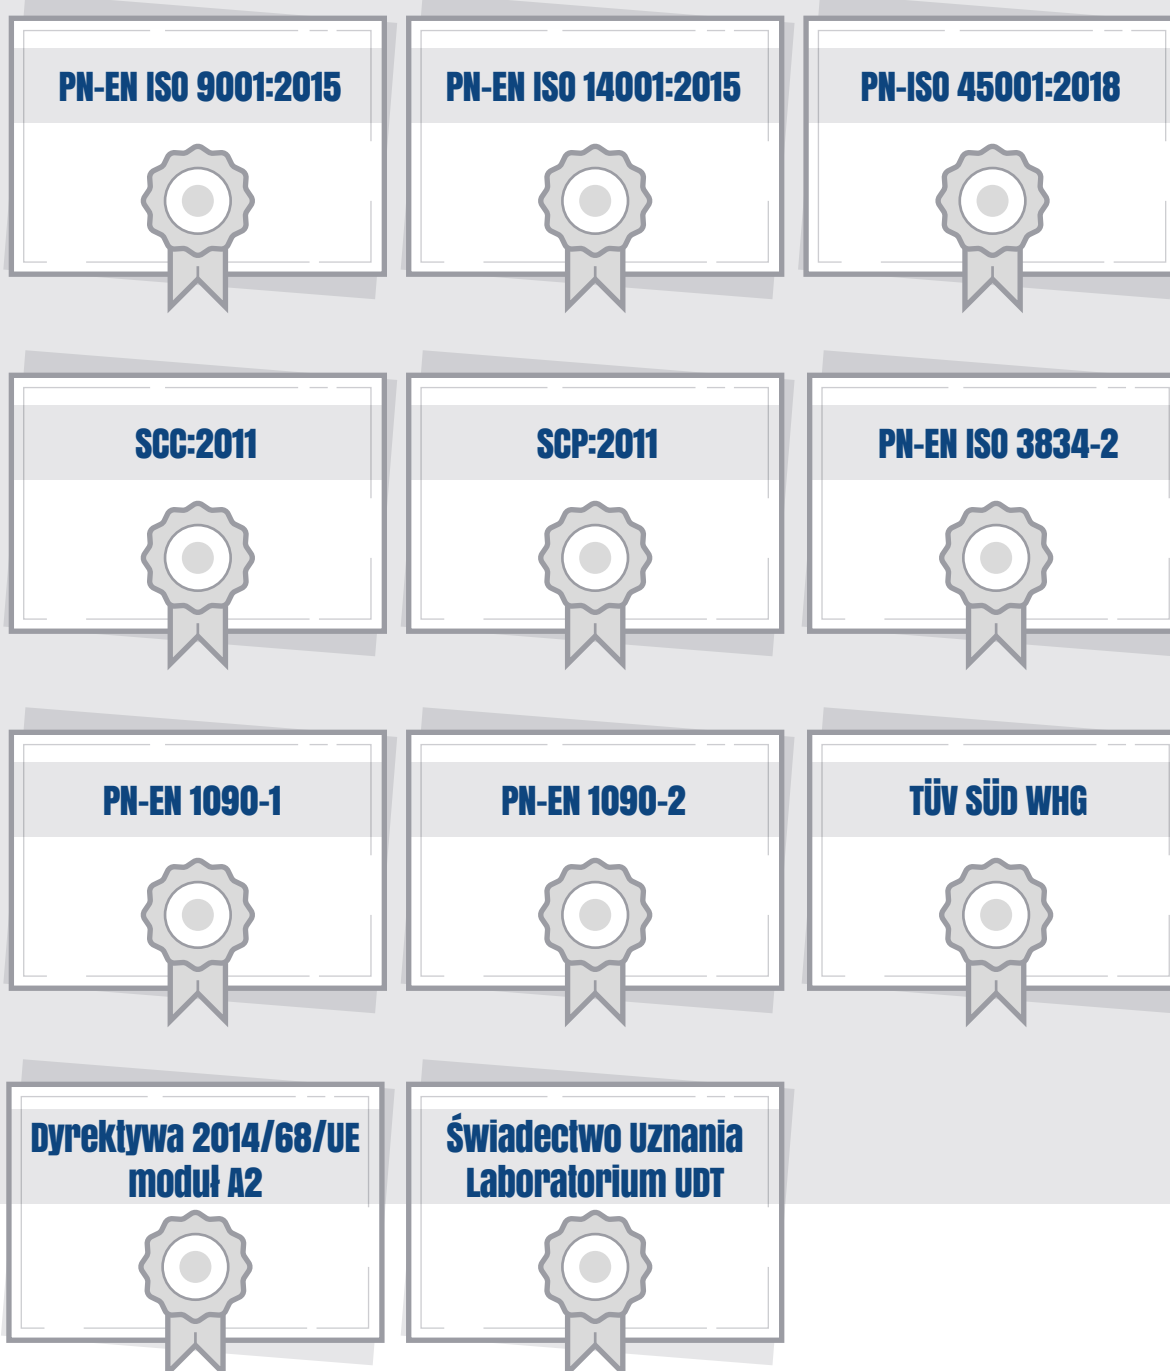 PN-EN ISO 9001:2015
PN-EN ISO 14001:2015
PN-ISO 45001:2018
SCC:2011
SCP:2011
PN-EN ISO 3834-2
PN-EN 1090-1
PN-EN 1090-2
TÜV SÜD WHG
Dyrektywa 2014/68/UE
moduł A2
Świadectwo Uznania
Laboratorium UDT